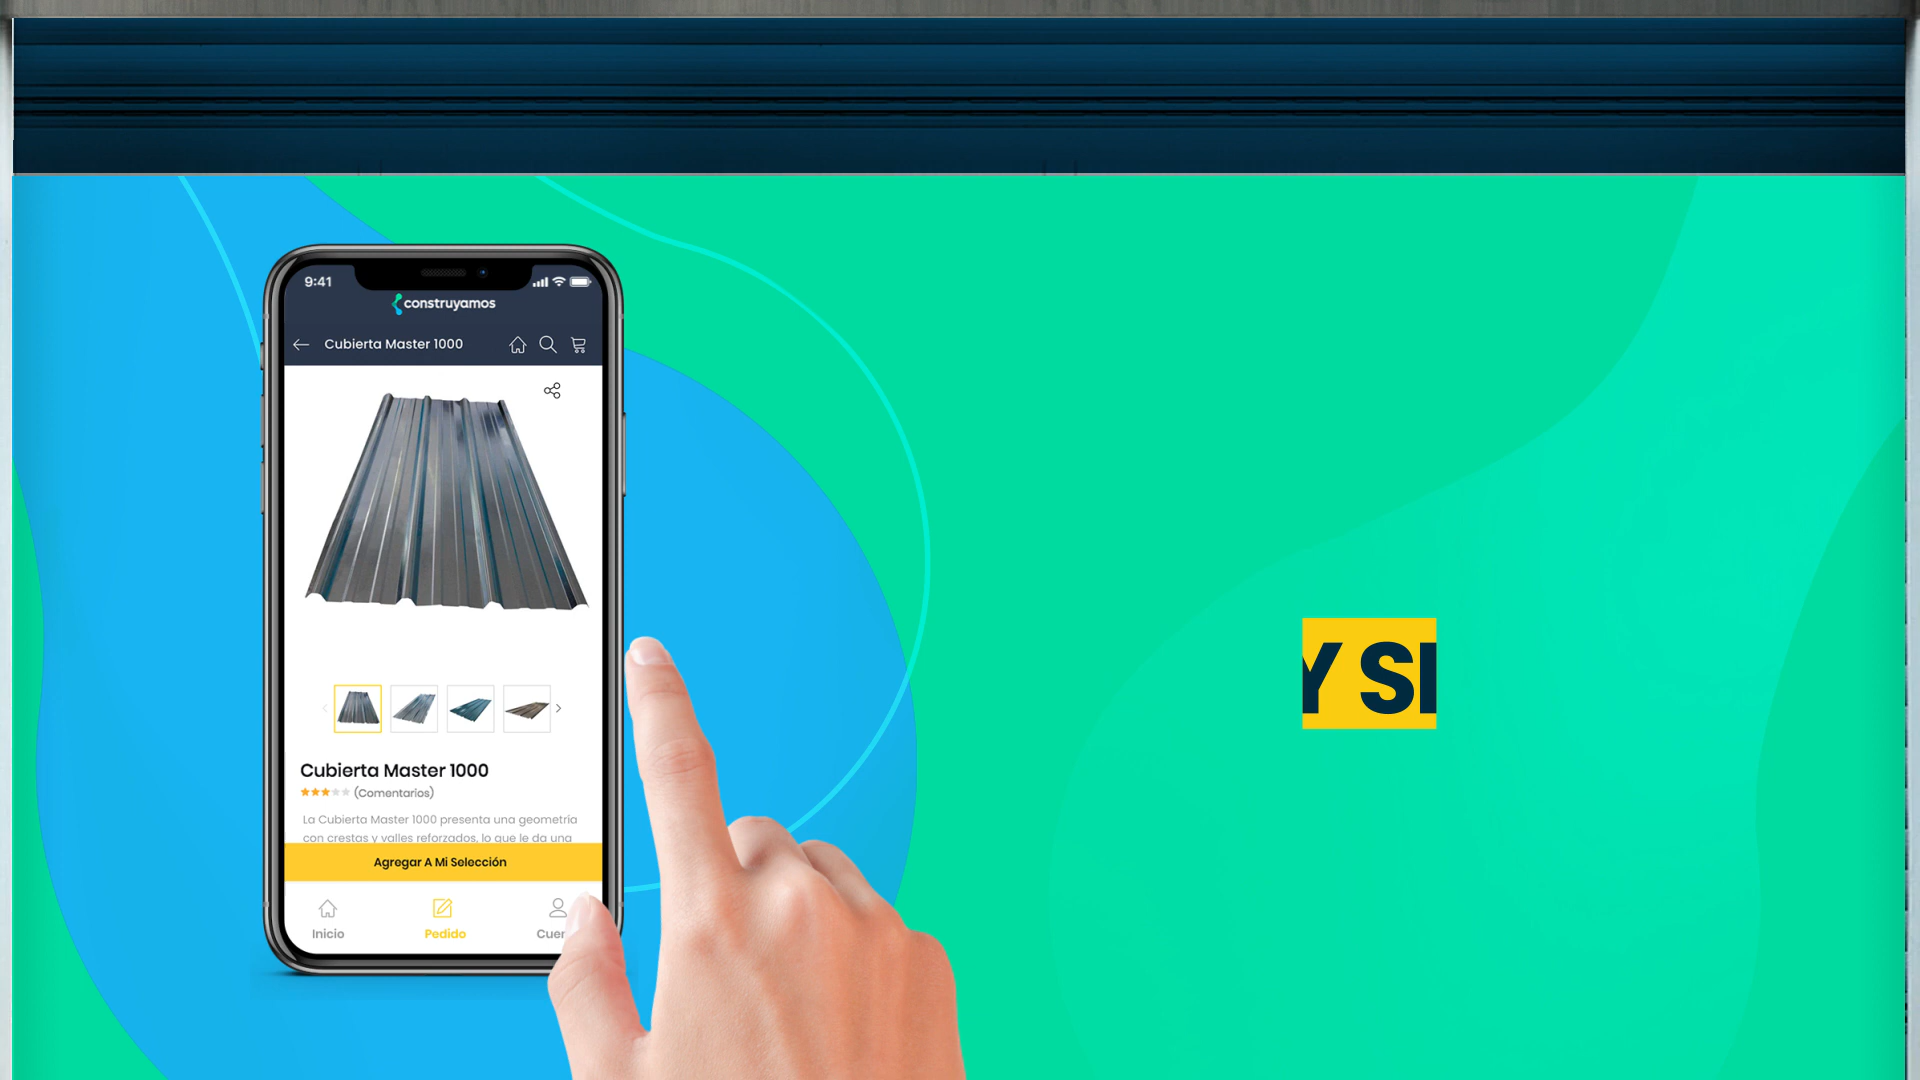 9:41
construyamos
Cubierta Master 1000
Cubierta Master 1000
(Comentarios)
La Cubierta Master 1000 presenta una geometría
con crestas y valles reforzados, lo que le da una
Agregar A Mi Selección
Inicio
Pedido
Y